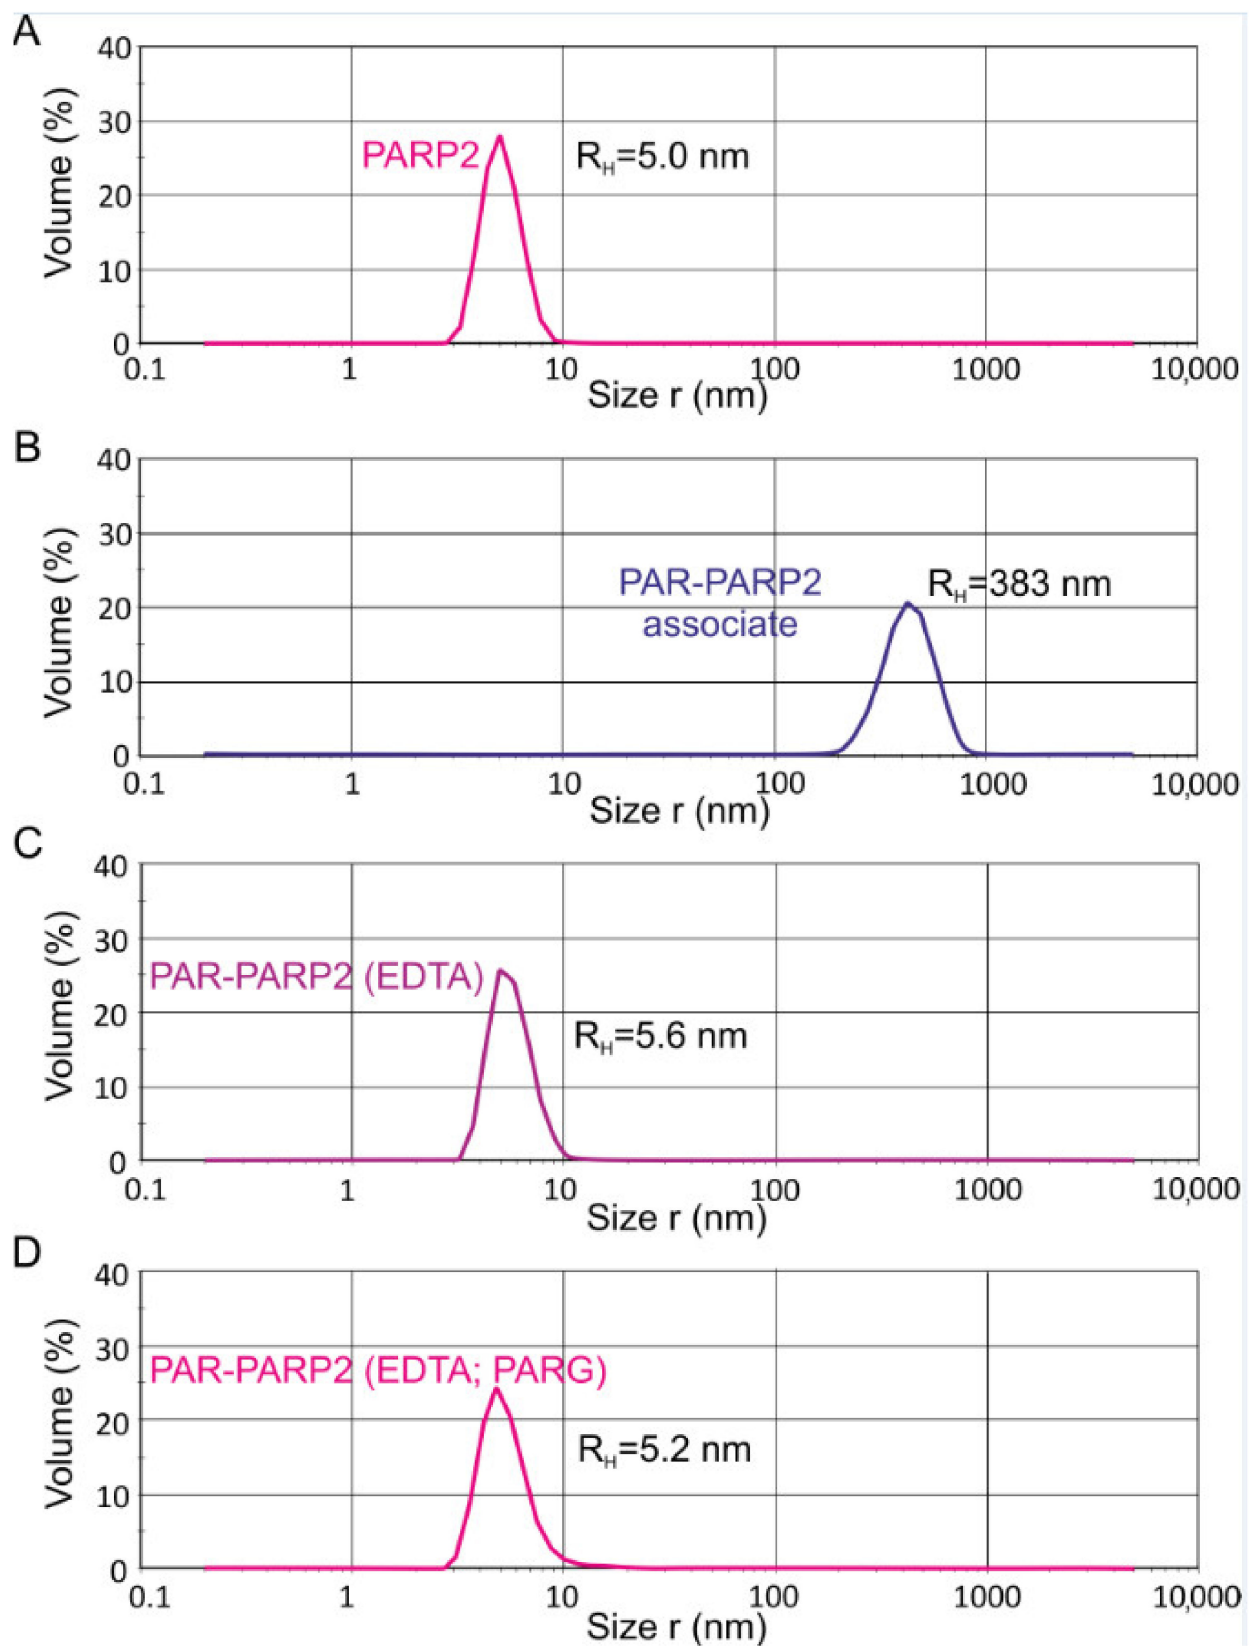 A
40
30
20
10
0
Volume (%)
PARP2
RH=5.0 nm
0.1 1 10 100 1000 10,000
Size r (nm)
B
40
30
20
10
0
Volume (%)
PAR-PARP2
associate
RH=383 nm
0.1 1 10 100 1000 10,000
Size r (nm)
C
40
30
20
10
0
Volume (%)
PAR-PARP2 (EDTA)
RH=5.6 nm
0.1 1 10 100 1000 10,000
Size r (nm)
D
40
30
20
10
0
Volume (%)
PAR-PARP2 (EDTA; PARG)
RH=5.2 nm
0.1 1 10 100 1000 10,000
Size r (nm)